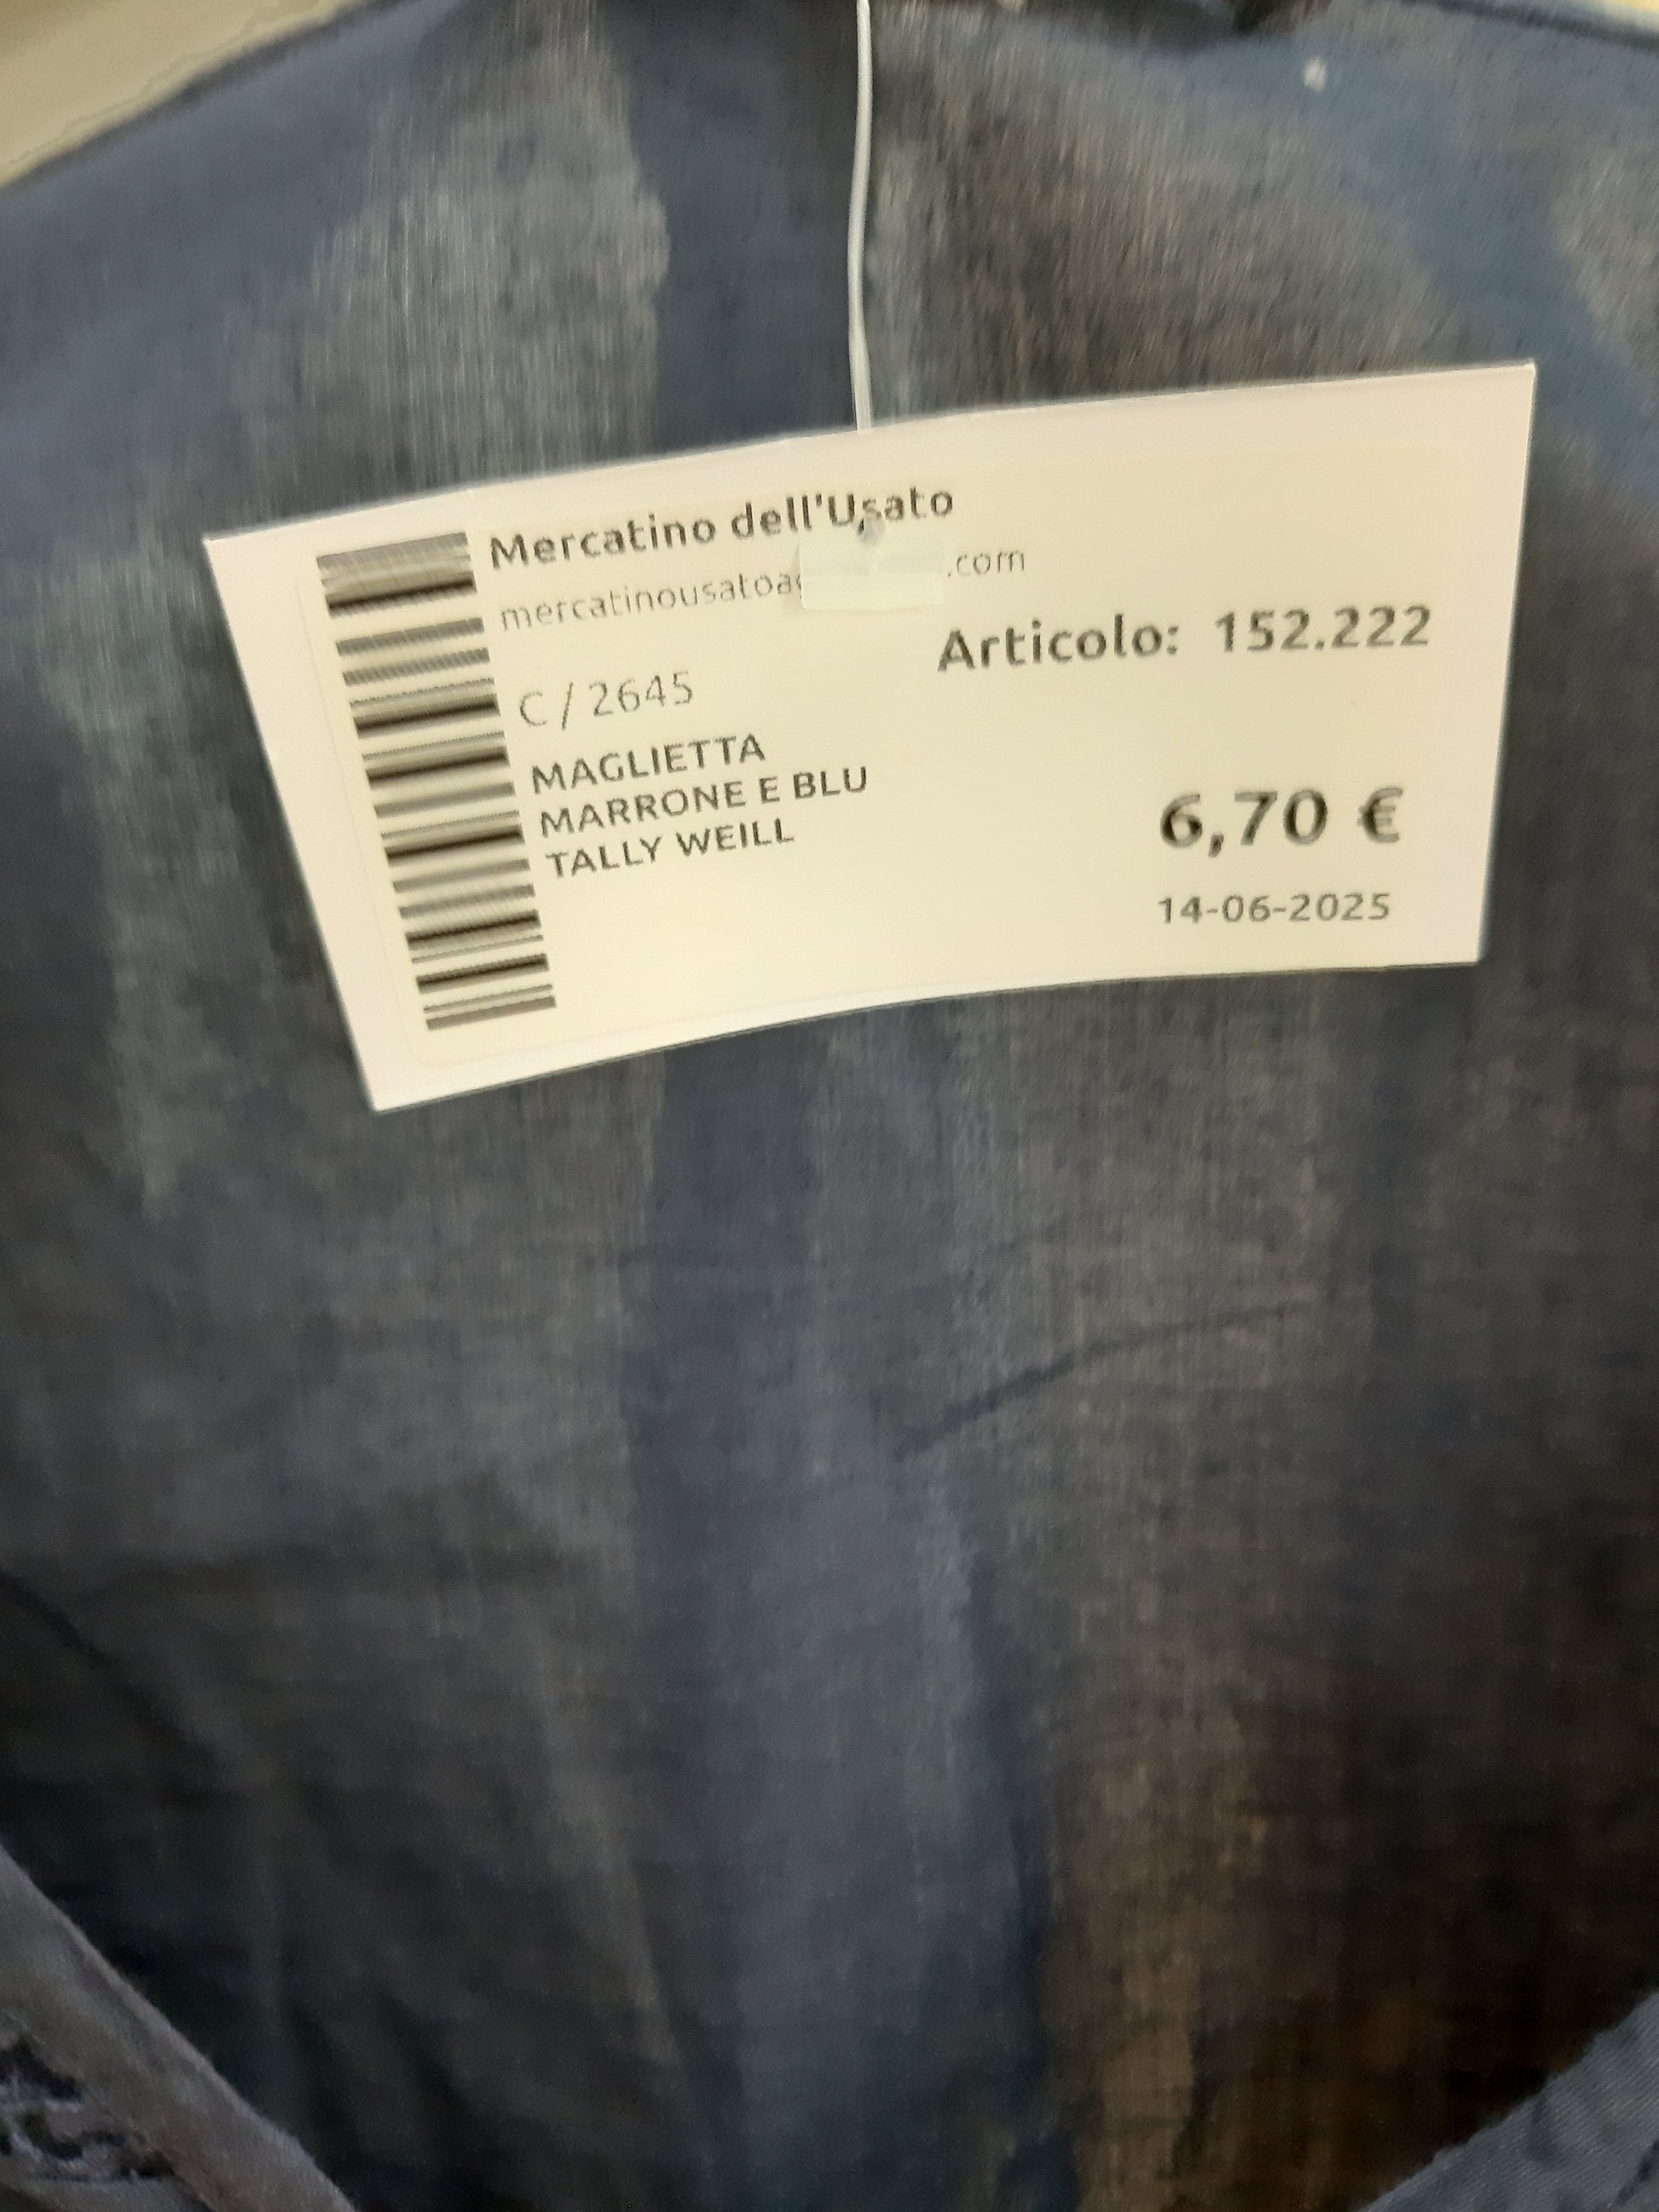 Mercatino dell'Usato
.com
Articolo: 152.222
C / 2645
MAGLIETTA
MARRONE E BLU
TALLY WEILL
6,70 €
14-06-2025